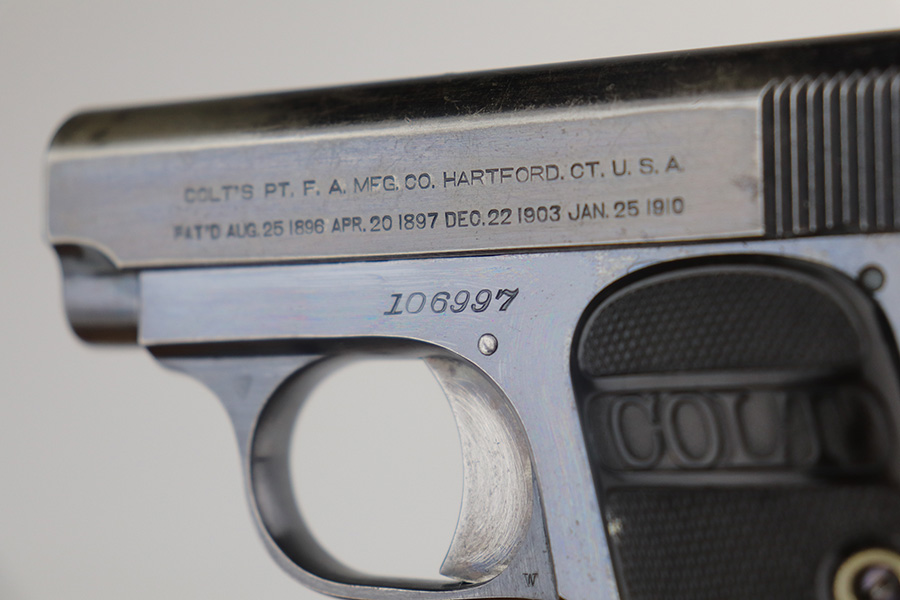 COLT'S PT. F. A. MFG. CO. HARTFORD. CT. U. S. A.
PAT'D AUG. 25 1896 APR. 20 1897 DEC. 22 1903 JAN. 25 1910
106997
COLT
W